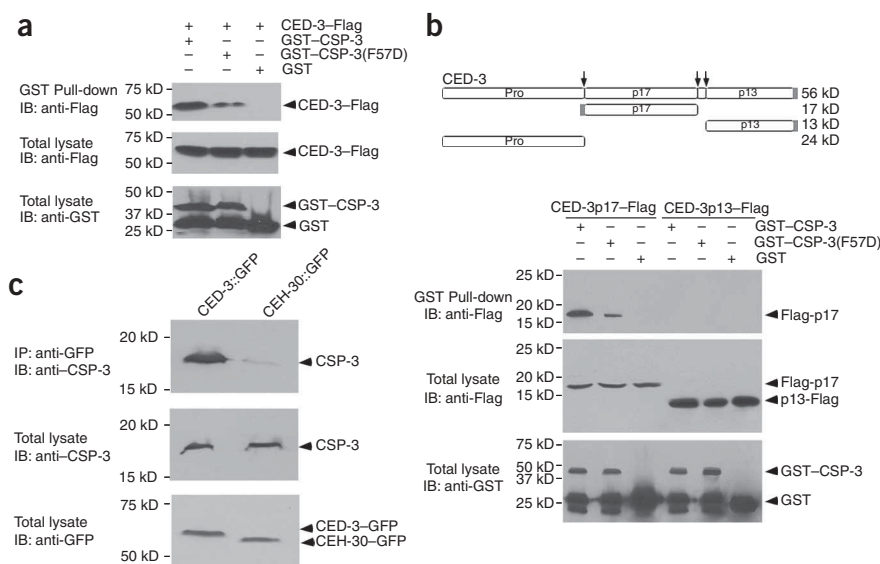 a
+ + + CED-3–Flag
+ – – GST–CSP-3
– + – GST–CSP-3(F57D)
– – + GST
GST Pull-down
IB: anti-Flag
75 kD
50 kD
CED-3–Flag
Total lysate
IB: anti-Flag
75 kD
50 kD
CED-3–Flag
Total lysate
IB: anti-GST
50 kD
37 kD
25 kD
GST–CSP-3
GST
b
CED-3
Pro p17 p13 56 kD
p17 17 kD
p13 13 kD
Pro 24 kD
CED-3p17–Flag CED-3p13–Flag
+ – – + – – GST–CSP-3
– + – – + – GST–CSP-3(F57D)
– – + – – + GST
GST Pull-down
IB: anti-Flag
25 kD
20 kD
15 kD
Flag-p17
Total lysate
IB: anti-Flag
25 kD
20 kD
15 kD
Flag-p17
p13-Flag
Total lysate
IB: anti-GST
75 kD
50 kD
37 kD
25 kD
GST–CSP-3
GST
c
CED-3::GFP CEH-30::GFP
IP: anti-GFP
IB: anti–CSP-3
20 kD
15 kD
CSP-3
Total lysate
IB: anti–CSP-3
20 kD
15 kD
CSP-3
Total lysate
IB: anti-GFP
75 kD
50 kD
CED-3–GFP
CEH-30–GFP